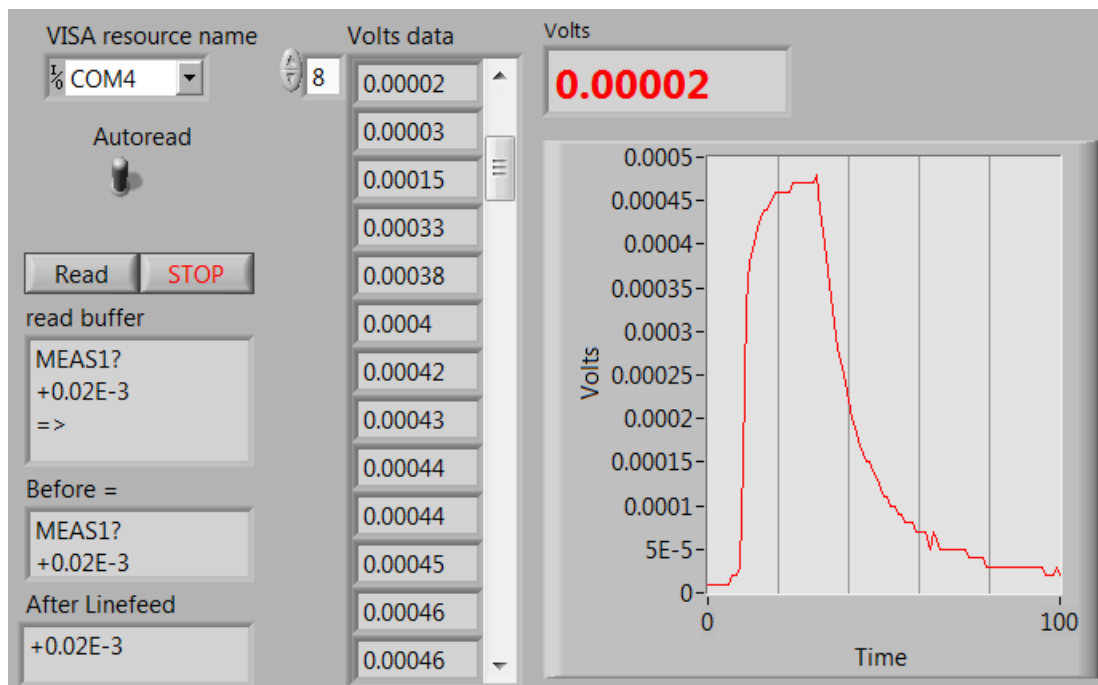 VISA resource name
COM4
Autoread
Read
STOP
read buffer
MEAS1?
+0.02E-3
=>
Before =
MEAS1?
+0.02E-3
After Linefeed
+0.02E-3
Volts data
8
0.00002
0.00003
0.00015
0.00033
0.00038
0.0004
0.00042
0.00043
0.00044
0.00044
0.00045
0.00046
0.00046
Volts
0.00002
0.0005
0.00045
0.0004
0.00035
0.0003
0.00025
0.0002
0.00015
0.0001
5E-5
0
Volts
0
100
Time